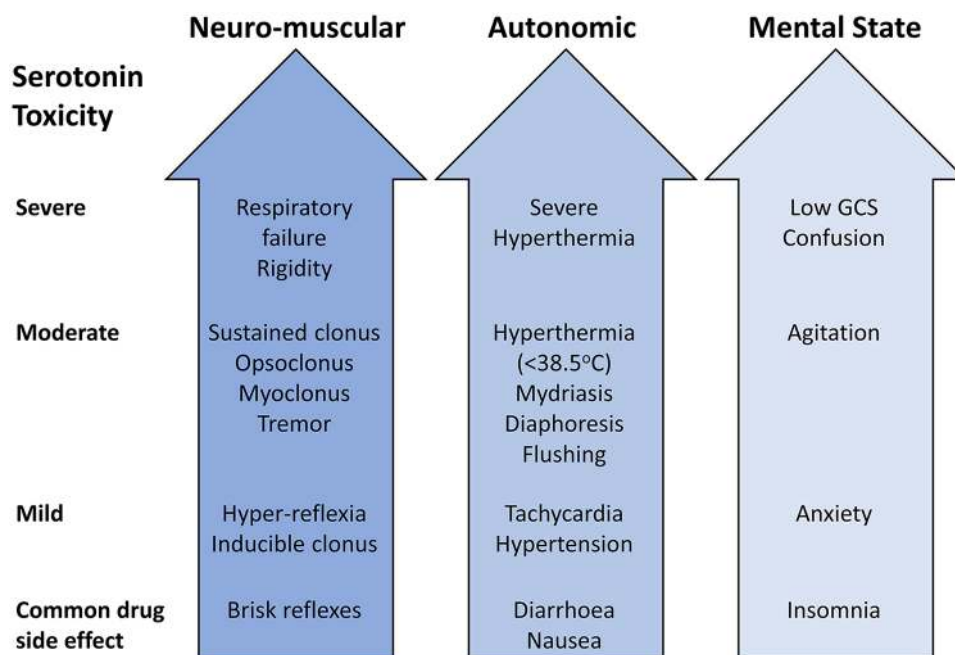 Neuro-muscular Autonomic Mental State
Serotonin
Toxicity
Severe Respiratory Severe Low GCS
failure Hyperthermia Confusion
Rigidity
Moderate Sustained clonus Hyperthermia Agitation
Opsoclonus (<38.5°C)
Myoclonus Mydriasis
Tremor Diaphoresis
Flushing
Mild Hyper-reflexia Tachycardia Anxiety
Inducible clonus Hypertension
Common drug Brisk reflexes Diarrhoea Insomnia
side effect Nausea